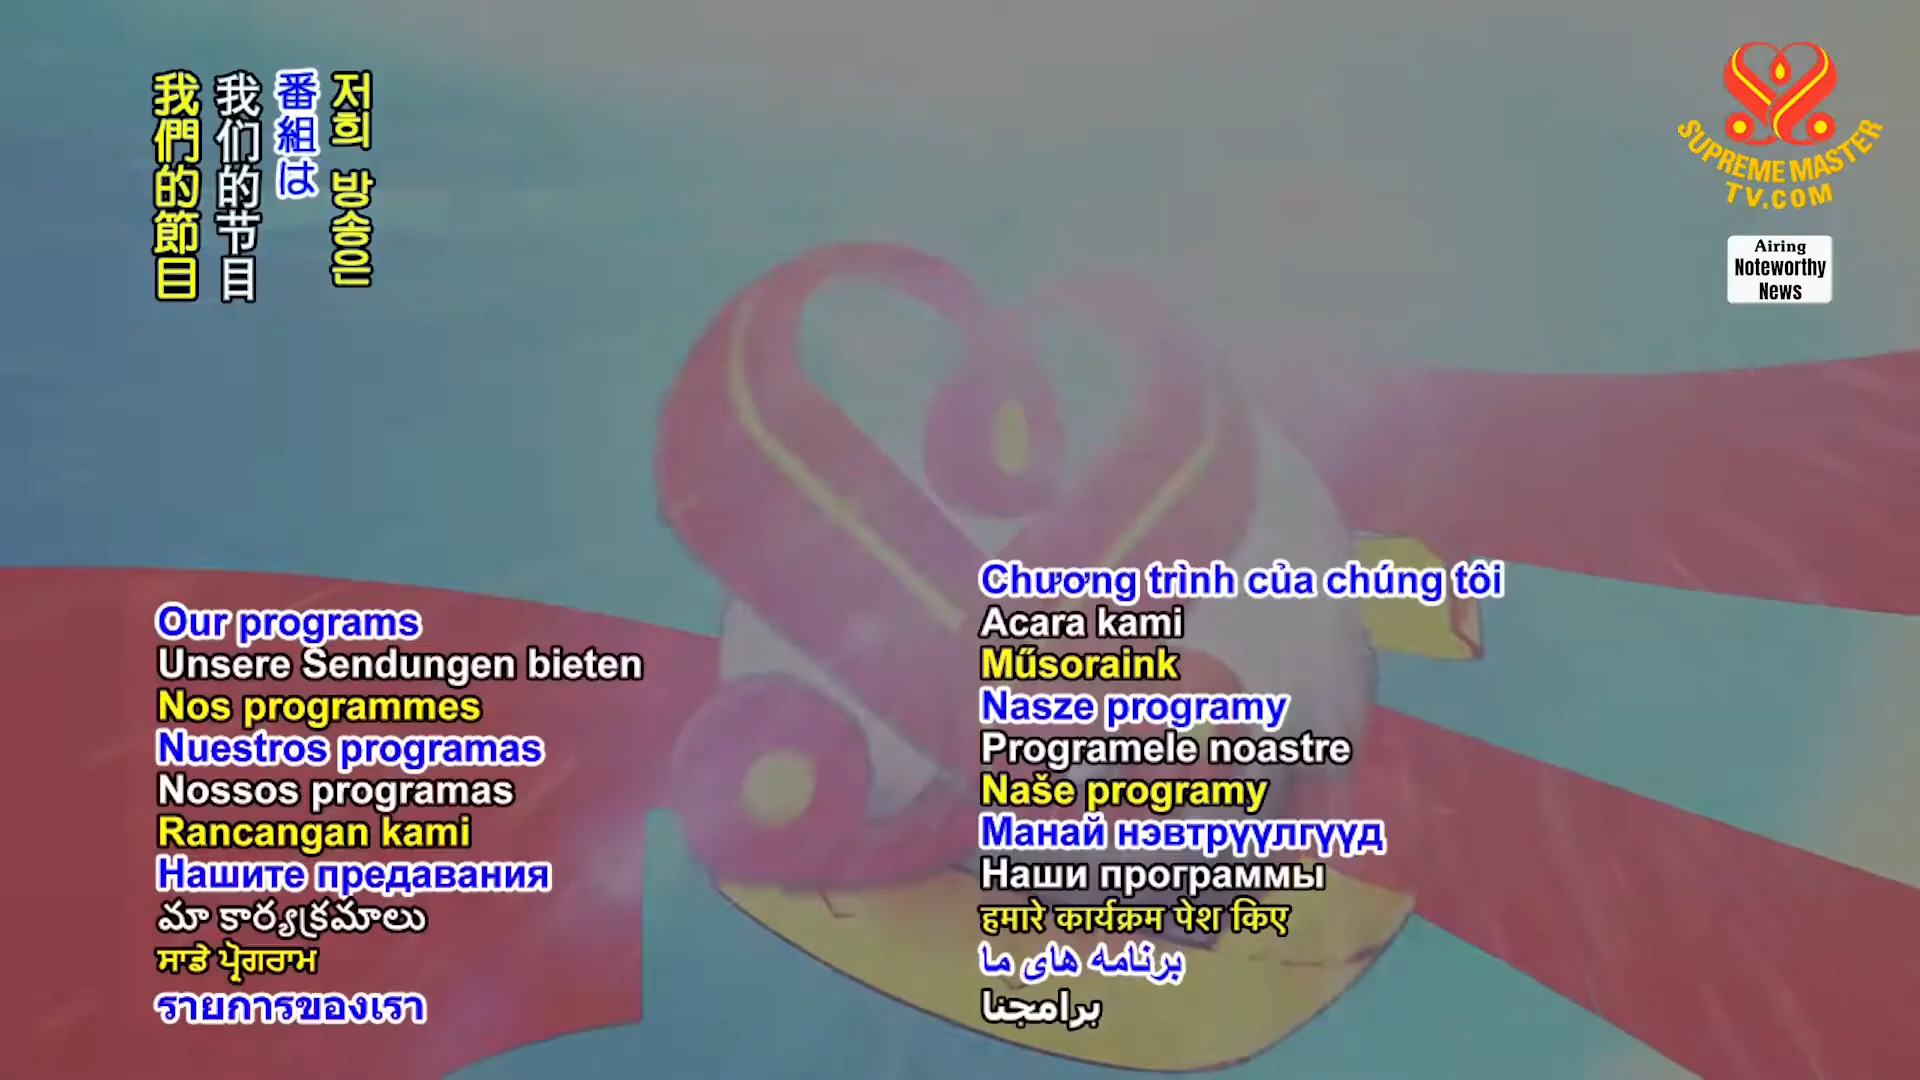 我們的節目
我们的节目
番組は
저희 방송은
SUPREME MASTER
TV.COM
Airing
Noteworthy
News
Our programs
Unsere Sendungen bieten
Nos programmes
Nuestros programas
Nossos programas
Rancangan kami
Нашите предавания
మా కార్యక్రమాలు
ਸਾਡੇ ਪ੍ਰੋਗਰਾਮ
รายการของเรา
Chương trình của chúng tôi
Acara kami
Műsoraink
Nasze programy
Programele noastre
Naše programy
Манай нэвтрүүлгүүд
Наши программы
हमारे कार्यक्रम पेश किए
برنامه های ما
برامجنا